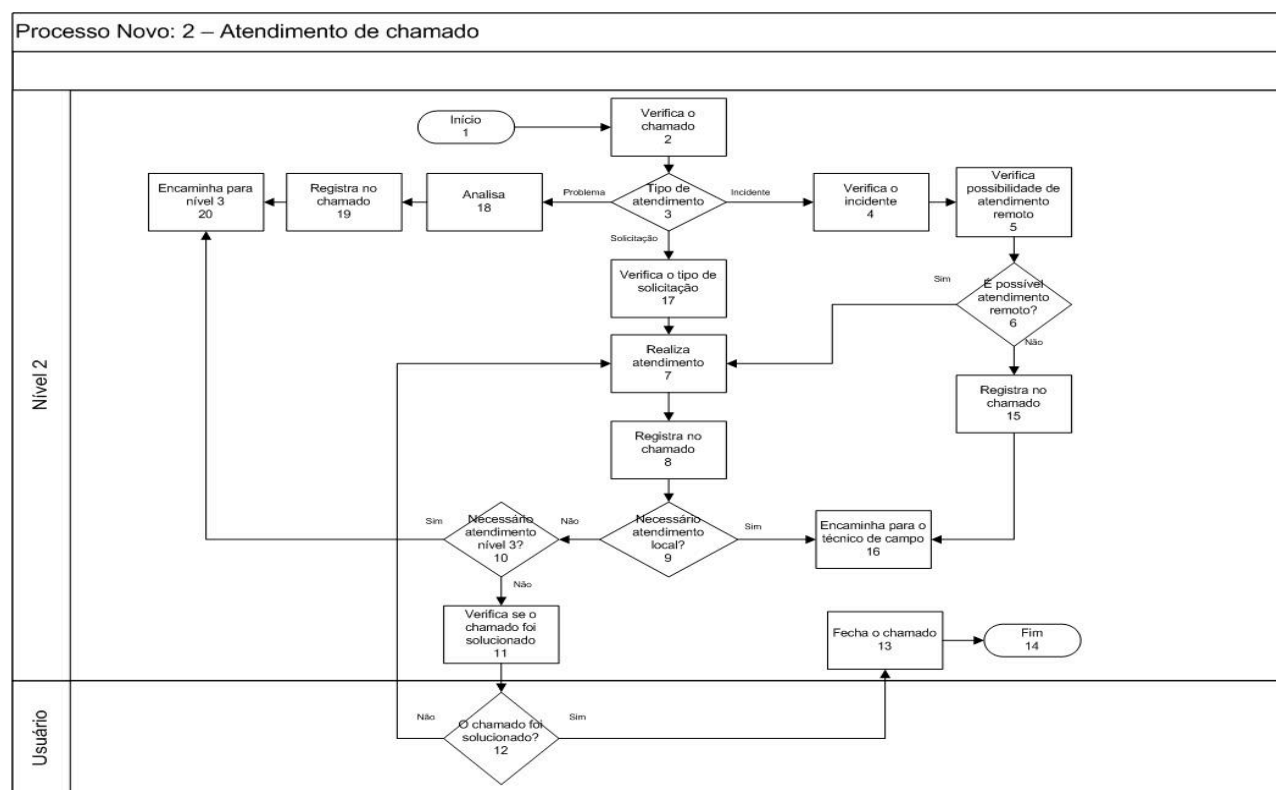 Processo Novo: 2 – Atendimento de chamado
Nível 2
Início
1
Verifica o
chamado
2
Encaminha para
nível 3
20
Registra no
chamado
19
Analisa
18
Problema
Tipo de
atendimento
3
Incidente
Verifica o
incidente
4
Verifica
possibilidade de
atendimento
remoto
5
Solicitação
Verifica o tipo de
solicitação
17
Sim
É possível
atendimento
remoto?
6
Não
Realiza
atendimento
7
Registra no
chamado
15
Registra no
chamado
8
Sim
Necessário
atendimento
nível 3?
10
Não
Necessário
atendimento
local?
9
Sim
Encaminha para o
técnico de campo
16
Não
Verifica se o
chamado foi
solucionado
11
Fecha o chamado
13
Fim
14
Usuário
Não
O chamado foi
solucionado?
12
Sim